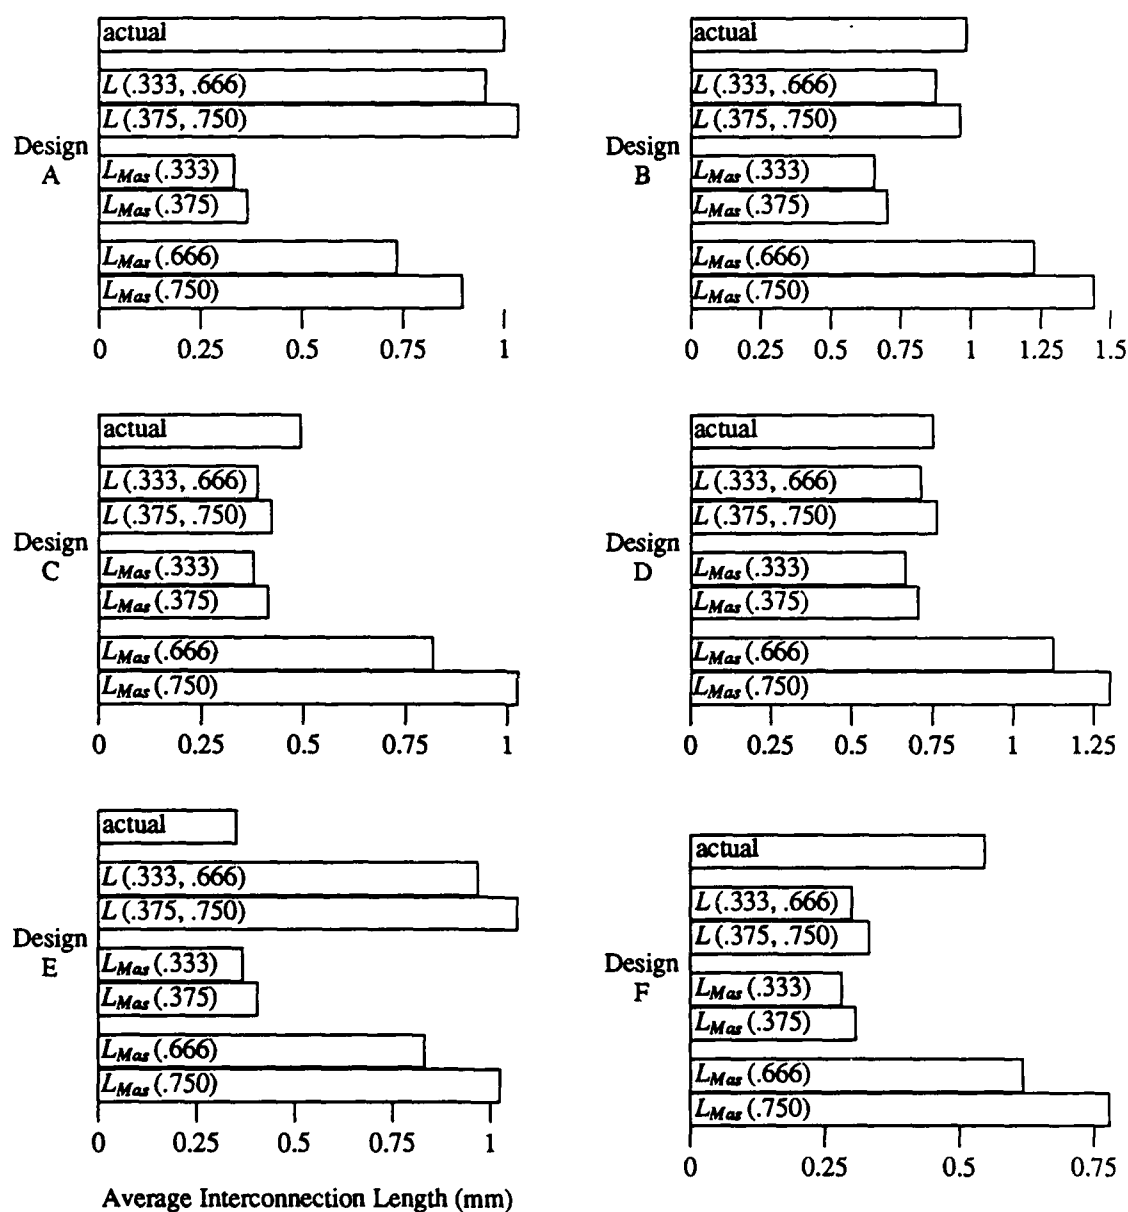 actual
L (.333, .666)
L (.375, .750)
Design
A
L_Mas (.333)
L_Mas (.375)
L_Mas (.666)
L_Mas (.750)
0 0.25 0.5 0.75 1
actual
L (.333, .666)
L (.375, .750)
Design
B
L_Mas (.333)
L_Mas (.375)
L_Mas (.666)
L_Mas (.750)
0 0.25 0.5 0.75 1 1.25 1.5
actual
L (.333, .666)
L (.375, .750)
Design
C
L_Mas (.333)
L_Mas (.375)
L_Mas (.666)
L_Mas (.750)
0 0.25 0.5 0.75 1
actual
L (.333, .666)
L (.375, .750)
Design
D
L_Mas (.333)
L_Mas (.375)
L_Mas (.666)
L_Mas (.750)
0 0.25 0.5 0.75 1 1.25
actual
L (.333, .666)
L (.375, .750)
Design
E
L_Mas (.333)
L_Mas (.375)
L_Mas (.666)
L_Mas (.750)
0 0.25 0.5 0.75 1
Average Interconnection Length (mm)
actual
L (.333, .666)
L (.375, .750)
Design
F
L_Mas (.333)
L_Mas (.375)
L_Mas (.666)
L_Mas (.750)
0 0.25 0.5 0.75